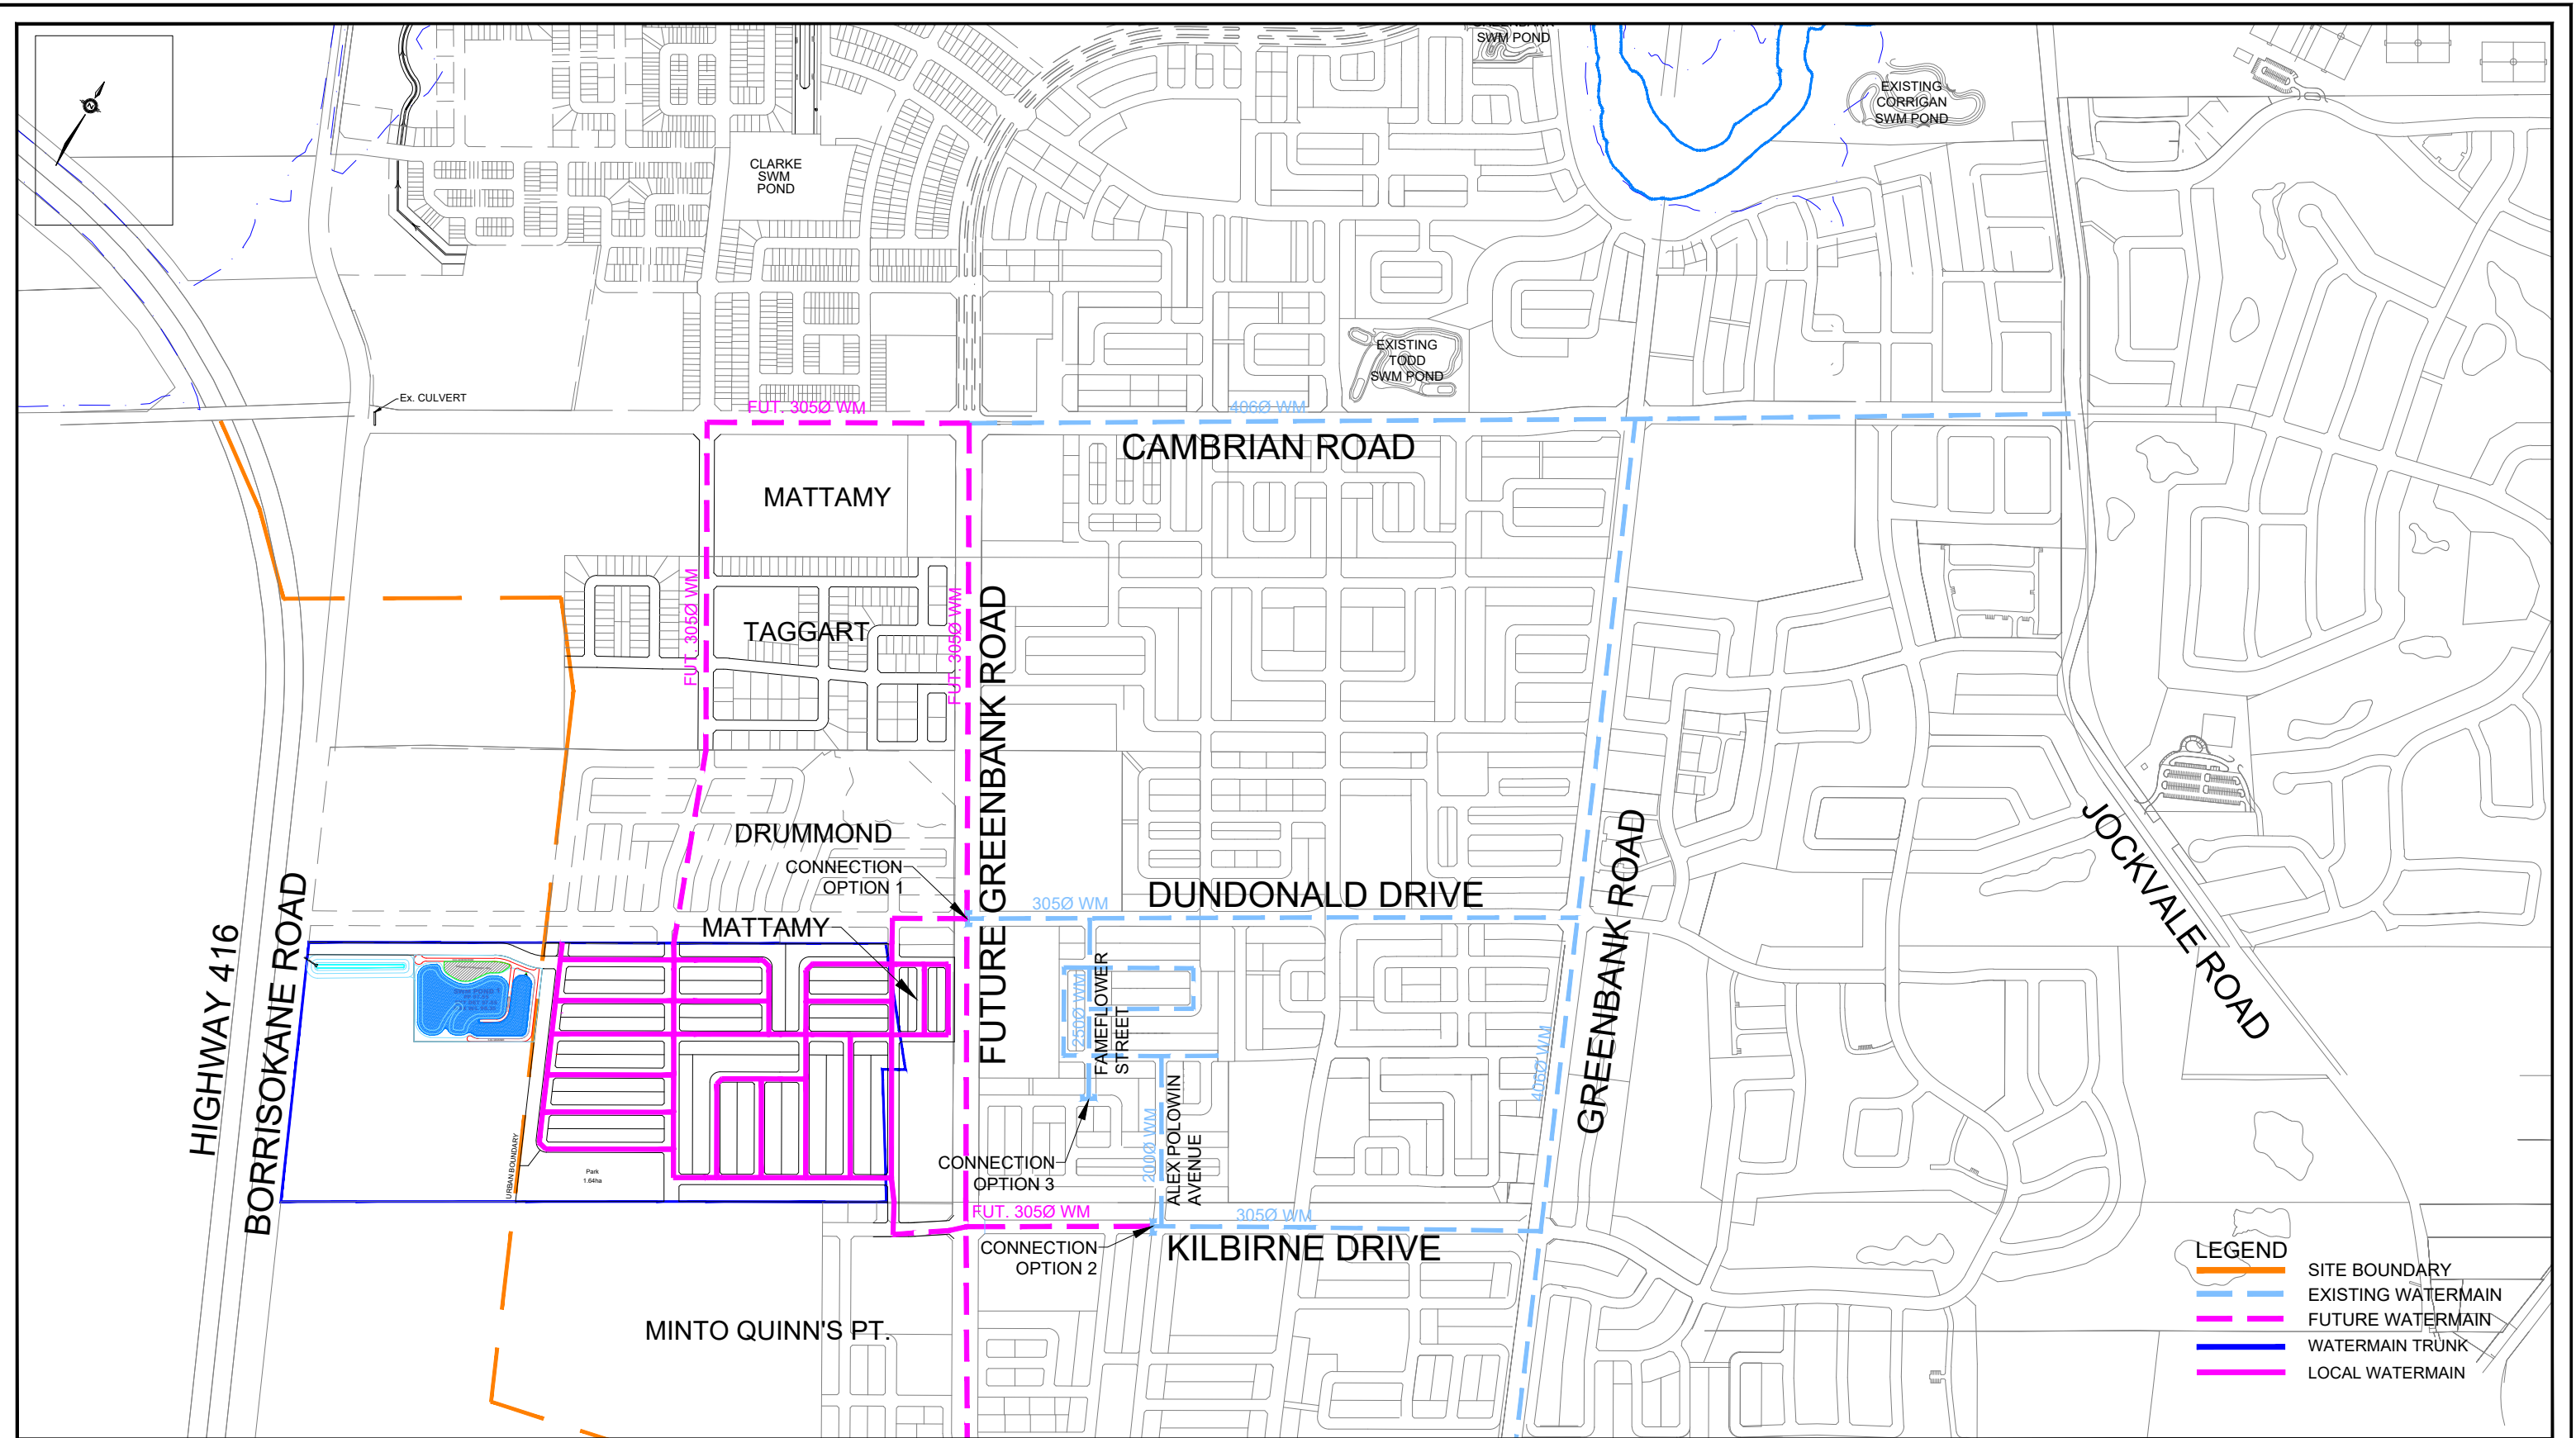 SWM POND
EXISTING
CORRIGAN
SWM POND
CLARKE
SWM
POND
EXISTING
TODD
SWM POND
Ex. CULVERT
FUT. 305Ø WM
406Ø WM
CAMBRIAN ROAD
MATTAMY
FUT. 305Ø WM
TAGGART
FUT. 305Ø WM
FUTURE GREENBANK ROAD
DRUMMOND
CONNECTION
OPTION 1
305Ø WM
DUNDONALD DRIVE
GREENBANK ROAD
JOCKVALE ROAD
MATTAMY
HIGHWAY 416
BORRISOKANE ROAD
250Ø WM
FAMEFLOWER
STREET
406Ø WM
200Ø WM
ALEX POLOWIN
AVENUE
URBAN BOUNDARY
Park
1.64ha
CONNECTION
OPTION 3
FUT. 305Ø WM
305Ø WM
CONNECTION
OPTION 2
KILBIRNE DRIVE
MINTO QUINN'S PT.
LEGEND
SITE BOUNDARY
EXISTING WATERMAIN
FUTURE WATERMAIN
WATERMAIN TRUNK
LOCAL WATERMAIN